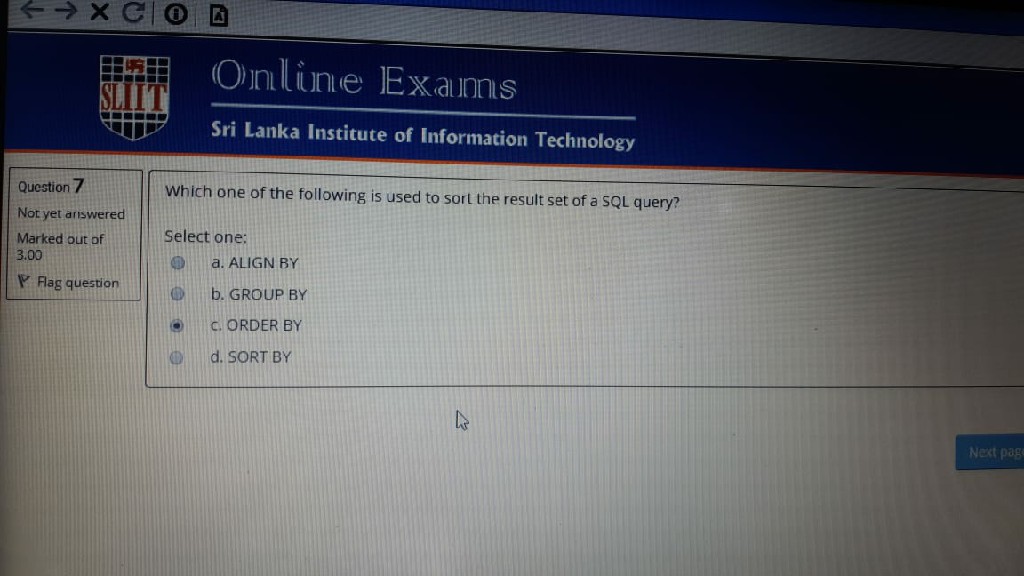 SLIIT
Online Exams
Sri Lanka Institute of Information Technology
Question 7
Not yet answered
Marked out of
3.00
Flag question
Which one of the following is used to sort the result set of a SQL query?
Select one:
a. ALIGN BY
b. GROUP BY
c. ORDER BY
d. SORT BY
Next page